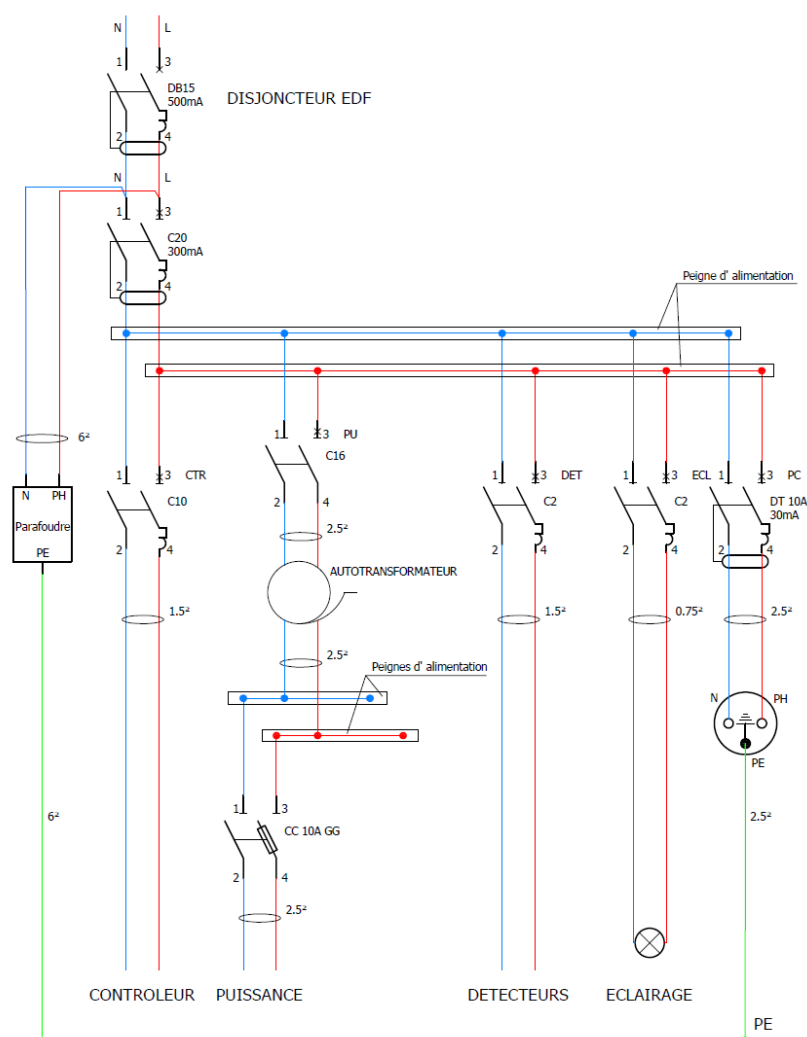 N L
1 3
DB15
500mA
DISJONCTEUR EDF
2 4
N L
1 3
C20
300mA
2 4
Peigne d' alimentation
6²
1 3 PU
C16
2 4
N PH
Parafoudre
PE
1 3 CTR
C10
2 4
1 3 DET
C2
2 4
1 3 ECL
C2
2 4
1 3 PC
DT 10A
30mA
2 4
2.5²
AUTOTRANSFORMATEUR
1.5²
1.5²
0.75²
2.5²
2.5²
Peignes d' alimentation
N PH
PE
6²
1 3
CC 10A GG
2 4
2.5²
2.5²
CONTROLEUR PUISSANCE DETECTEURS ECLAIRAGE
PE